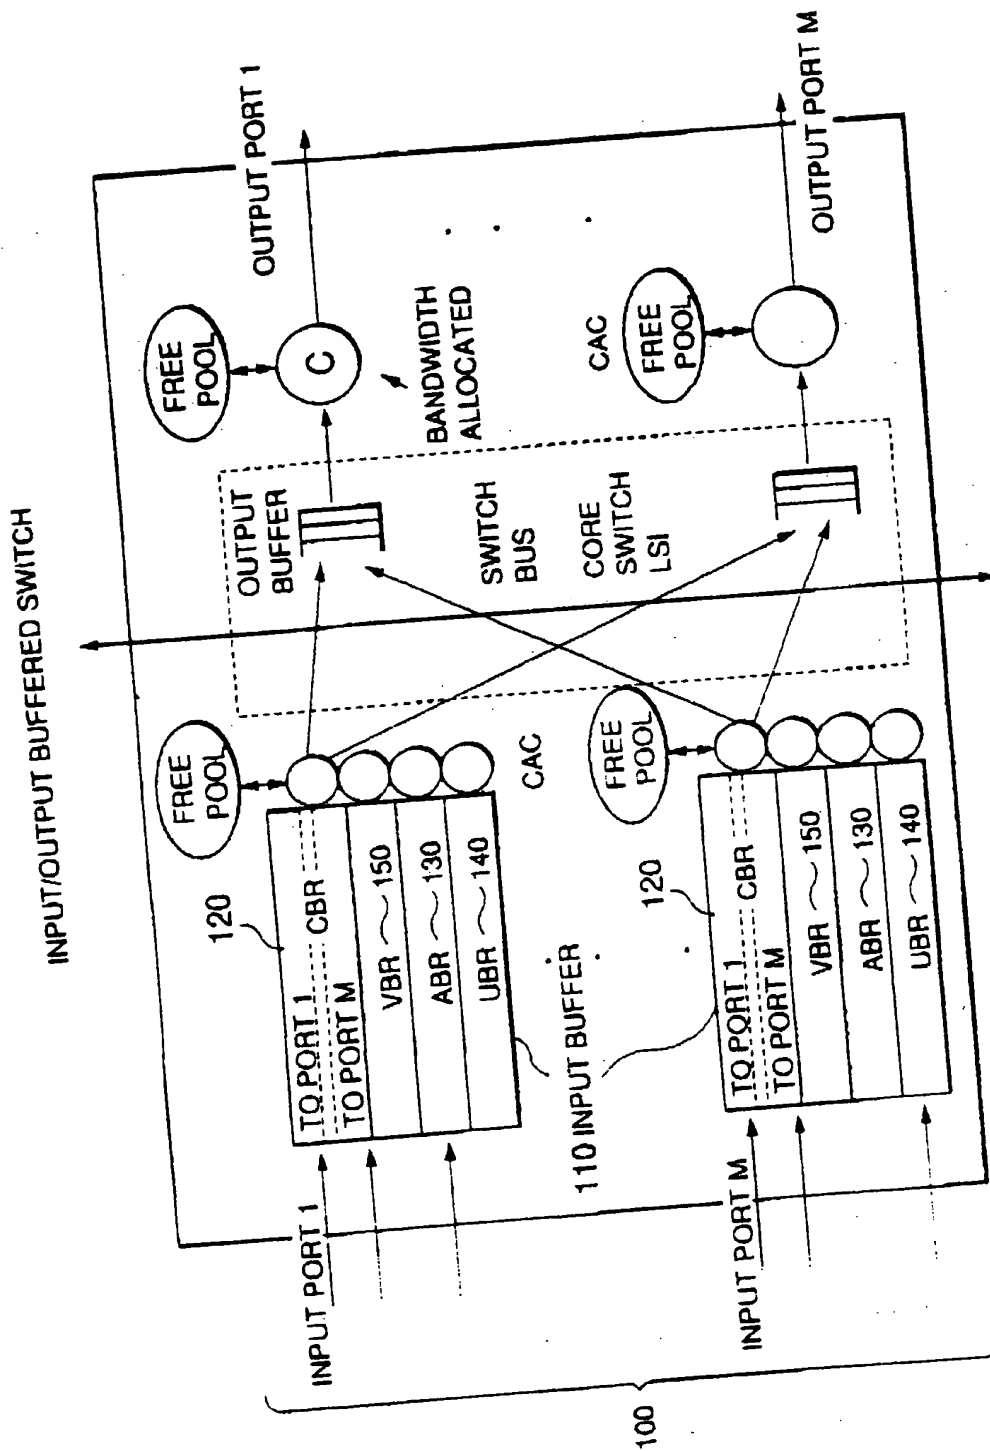 INPUT/OUTPUT BUFFERED SWITCH
INPUT PORT 1
100
120
TO PORT 1
CBR
TO PORT M
VBR 150
ABR 130
UBR 140
FREE
POOL
CAC
OUTPUT
BUFFER
SWITCH
BUS
CORE
SWITCH
LSI
FREE
POOL
C
BANDWIDTH
ALLOCATED
OUTPUT PORT 1
110 INPUT BUFFER
INPUT PORT M
120
TO PORT 1
CBR
TO PORT M
VBR 150
ABR 130
UBR 140
FREE
POOL
CAC
FREE
POOL
OUTPUT PORT M